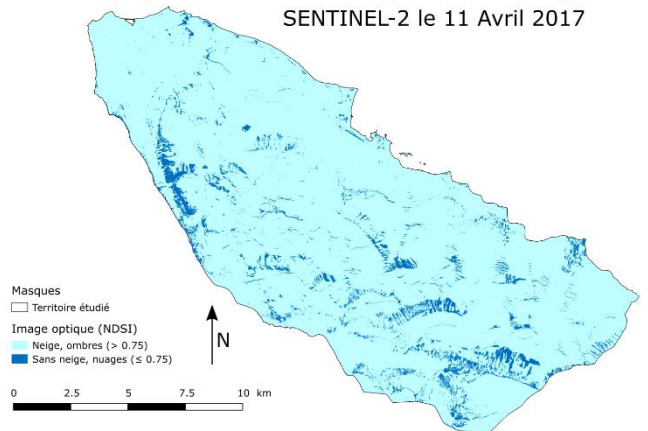 SENTINEL-2 le 11 Avril 2017
Masques
Territoire étudié
Image optique (NDSI)
Neige, ombres (> 0.75)
Sans neige, nuages (≤ 0.75)
N
0 2.5 5 7.5 10 km